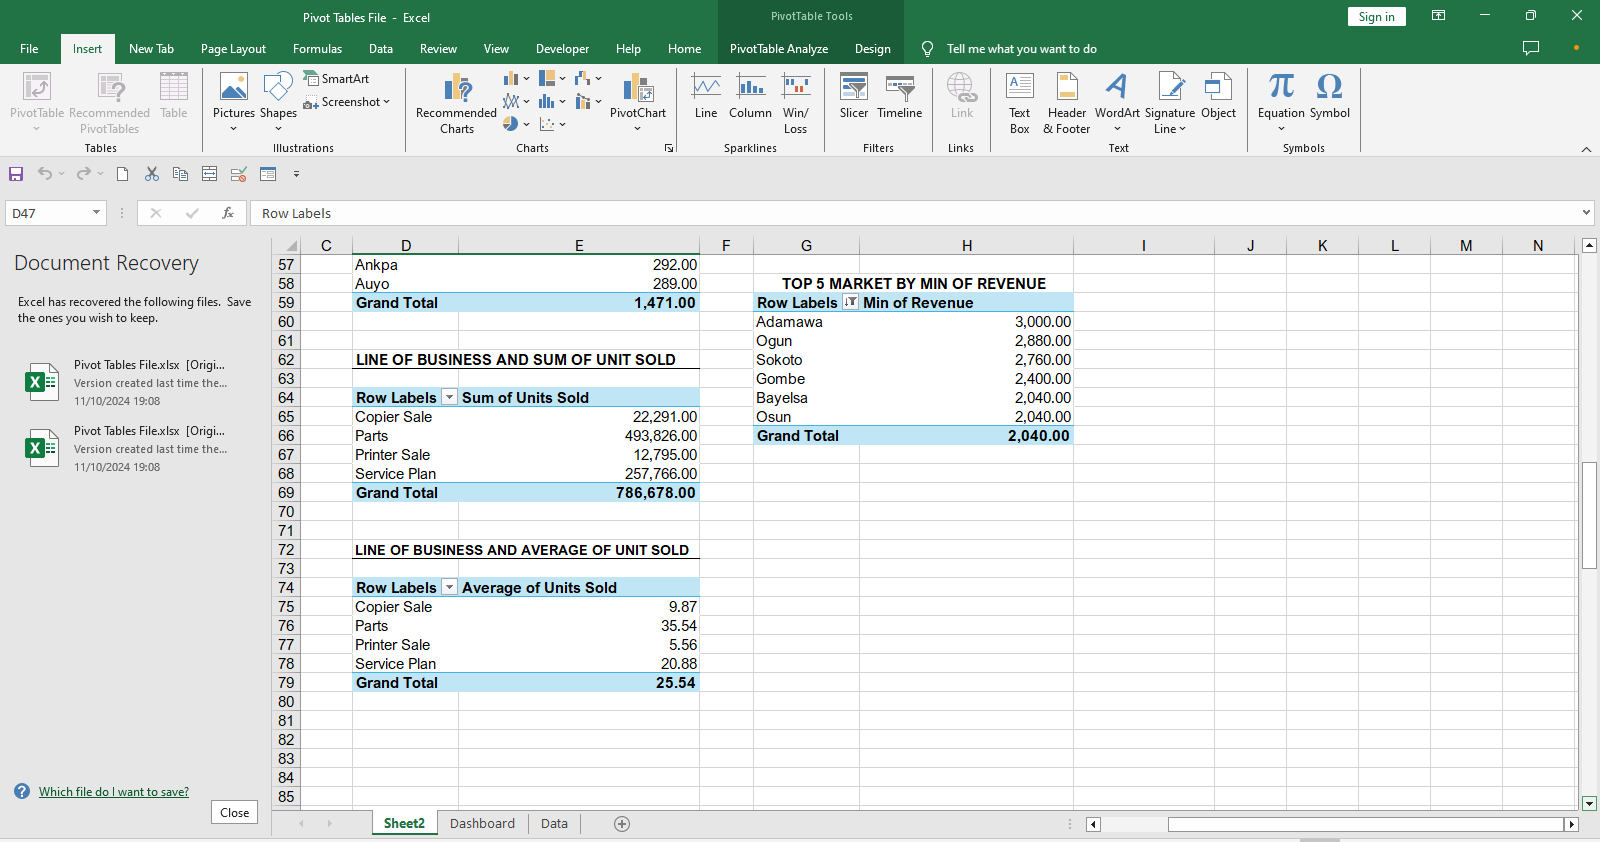 Pivot Tables File - Excel
PivotTable Tools
Sign in
File Insert New Tab Page Layout Formulas Data Review View Developer Help Home PivotTable Analyze Design Tell me what you want to do
PivotTable
Recommended PivotTables
Table
Tables
Pictures
Shapes
SmartArt
Screenshot
Illustrations
Recommended Charts
PivotChart
Charts
Line
Column
Win/ Loss
Sparklines
Slicer
Timeline
Filters
Link
Links
Text Box
Header & Footer
WordArt
Signature Line
Object
Text
Equation
Symbol
Symbols
D47
fx
Row Labels
Document Recovery
Excel has recovered the following files. Save
the ones you wish to keep.
Pivot Tables File.xlsx [Origi...
Version created last time the...
11/10/2024 19:08
Pivot Tables File.xlsx [Origi...
Version created last time the...
11/10/2024 19:08
? Which file do I want to save?
Close
C D E F G H I J K L M N
57 Ankpa 292.00
58 Auyo 289.00 TOP 5 MARKET BY MIN OF REVENUE
59 Grand Total 1,471.00 Row Labels Min of Revenue
60 Adamawa 3,000.00
61 Ogun 2,880.00
62 LINE OF BUSINESS AND SUM OF UNIT SOLD Sokoto 2,760.00
63 Gombe 2,400.00
64 Row Labels Sum of Units Sold Bayelsa 2,040.00
65 Copier Sale 22,291.00 Osun 2,040.00
66 Parts 493,826.00 Grand Total 2,040.00
67 Printer Sale 12,795.00
68 Service Plan 257,766.00
69 Grand Total 786,678.00
70
71
72 LINE OF BUSINESS AND AVERAGE OF UNIT SOLD
73
74 Row Labels Average of Units Sold
75 Copier Sale 9.87
76 Parts 35.54
77 Printer Sale 5.56
78 Service Plan 20.88
79 Grand Total 25.54
80
81
82
83
84
85
Sheet2 Dashboard Data